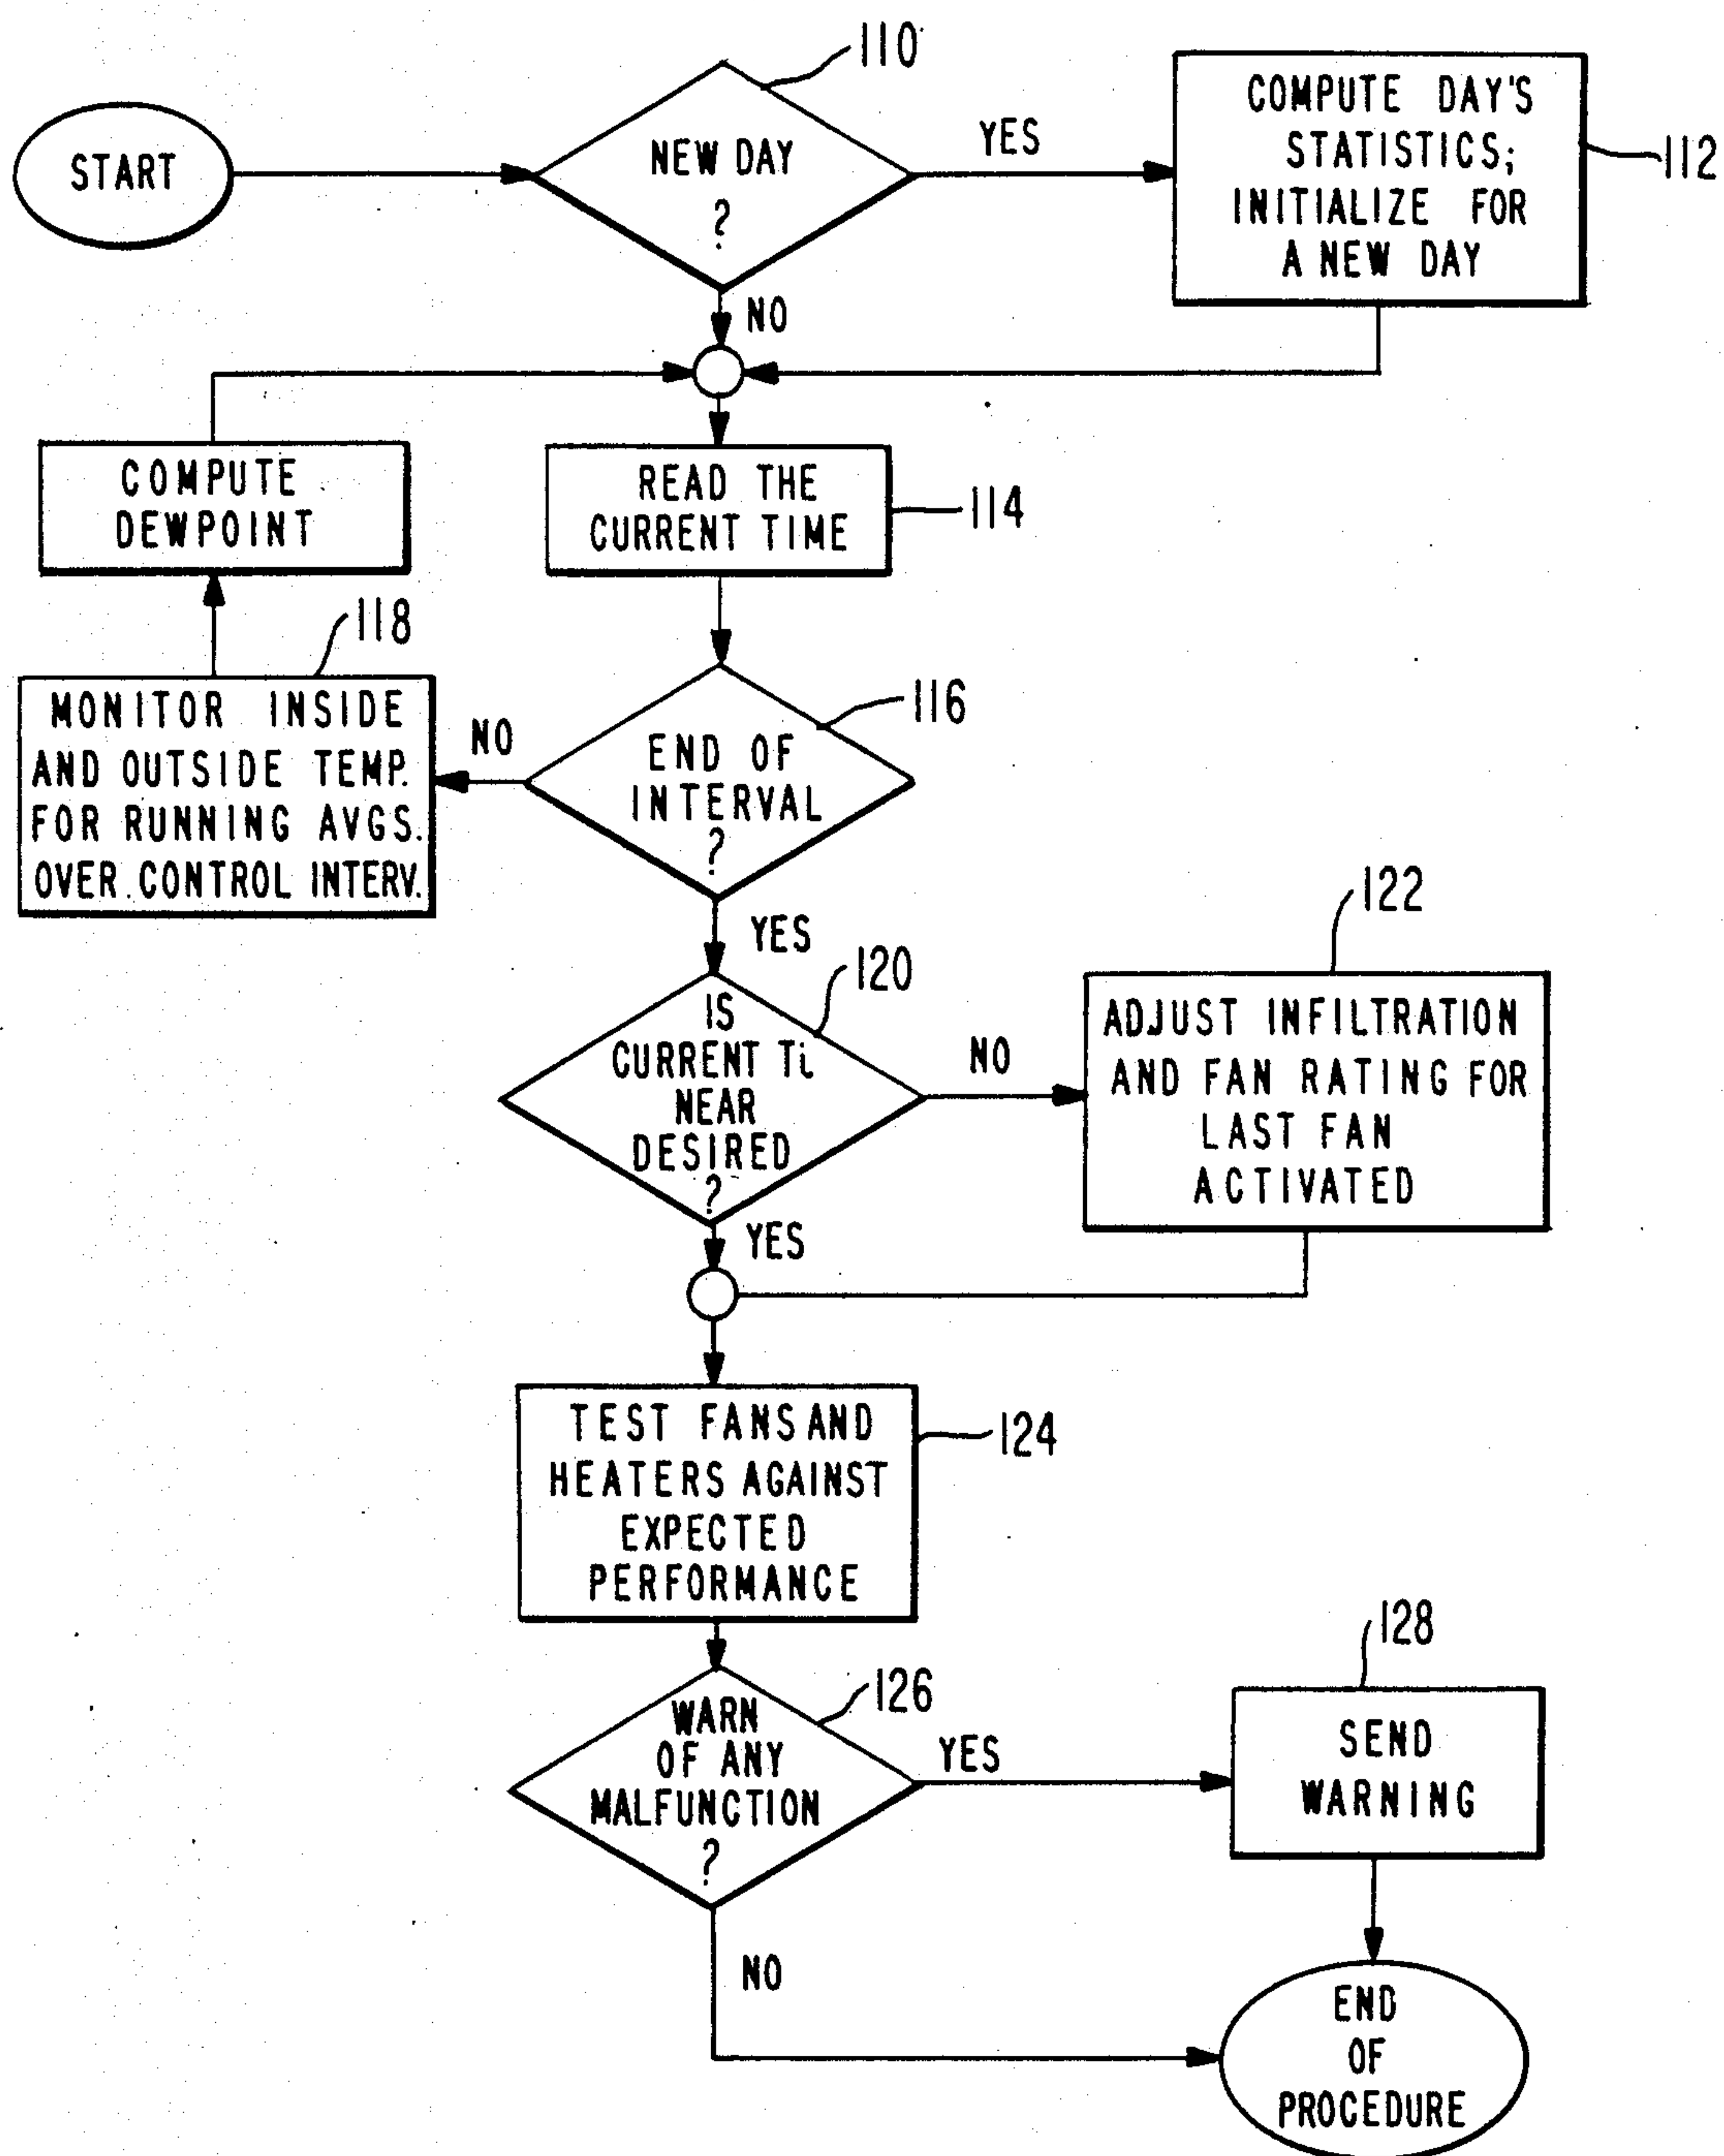 110
START
NEW DAY
?
YES
COMPUTE DAY'S
STATISTICS;
INITIALIZE FOR
A NEW DAY
112
NO
COMPUTE
DEWPOINT
READ THE
CURRENT TIME
114
118
MONITOR INSIDE
AND OUTSIDE TEMP.
FOR RUNNING AVGS.
OVER CONTROL INTERV.
NO
116
END OF
INTERVAL
?
YES
120
IS
CURRENT Ti
NEAR
DESIRED
?
NO
122
ADJUST INFILTRATION
AND FAN RATING FOR
LAST FAN
ACTIVATED
YES
TEST FANS AND
HEATERS AGAINST
EXPECTED
PERFORMANCE
124
126
WARN
OF ANY
MALFUNCTION
?
YES
128
SEND
WARNING
NO
END
OF
PROCEDURE